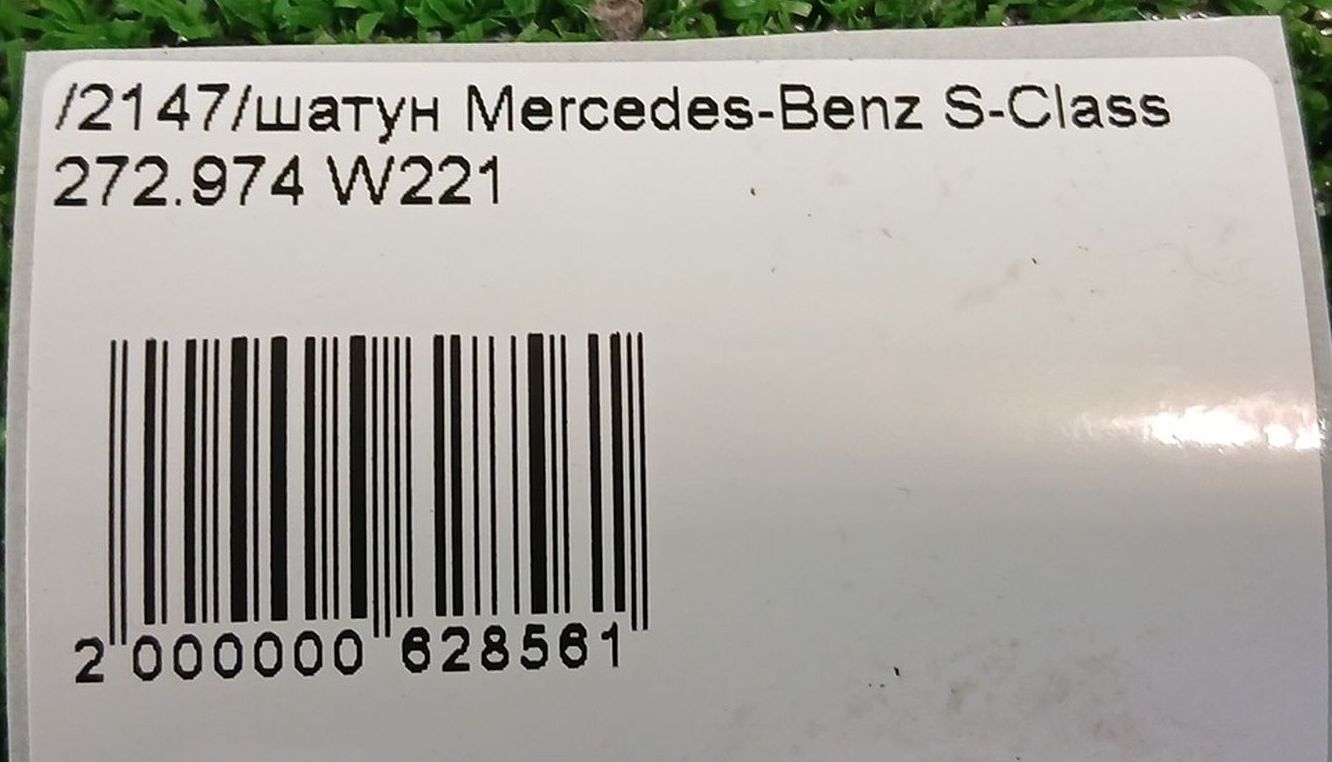 /2147/шатун Mercedes-Benz S-Class
272.974 W221
2 000000 628561